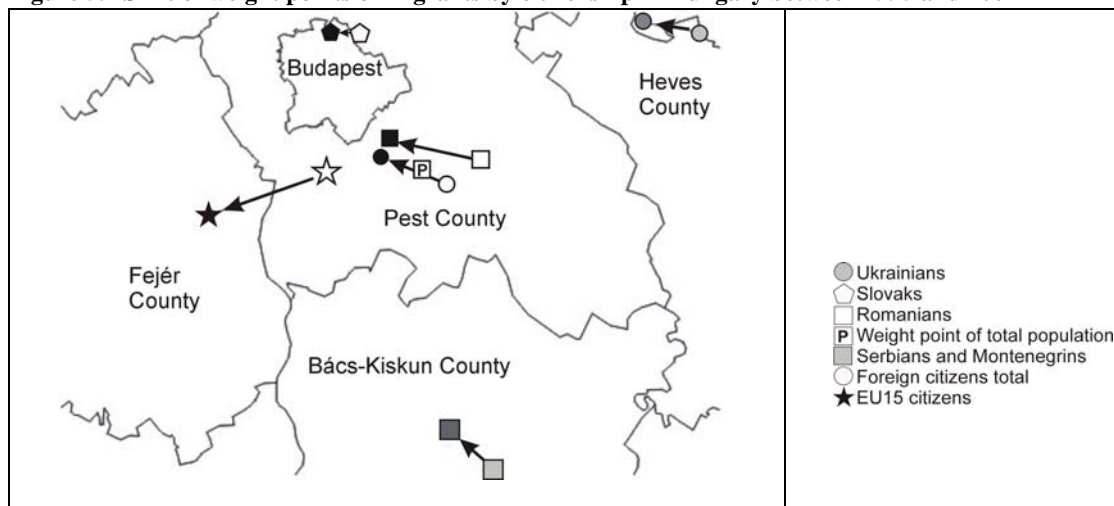 Budapest
Heves
County
P
Pest County
Fejér
County
Bács-Kiskun County
Ukrainians
Slovaks
Romanians
P Weight point of total population
Serbians and Montenegrins
Foreign citizens total
EU15 citizens